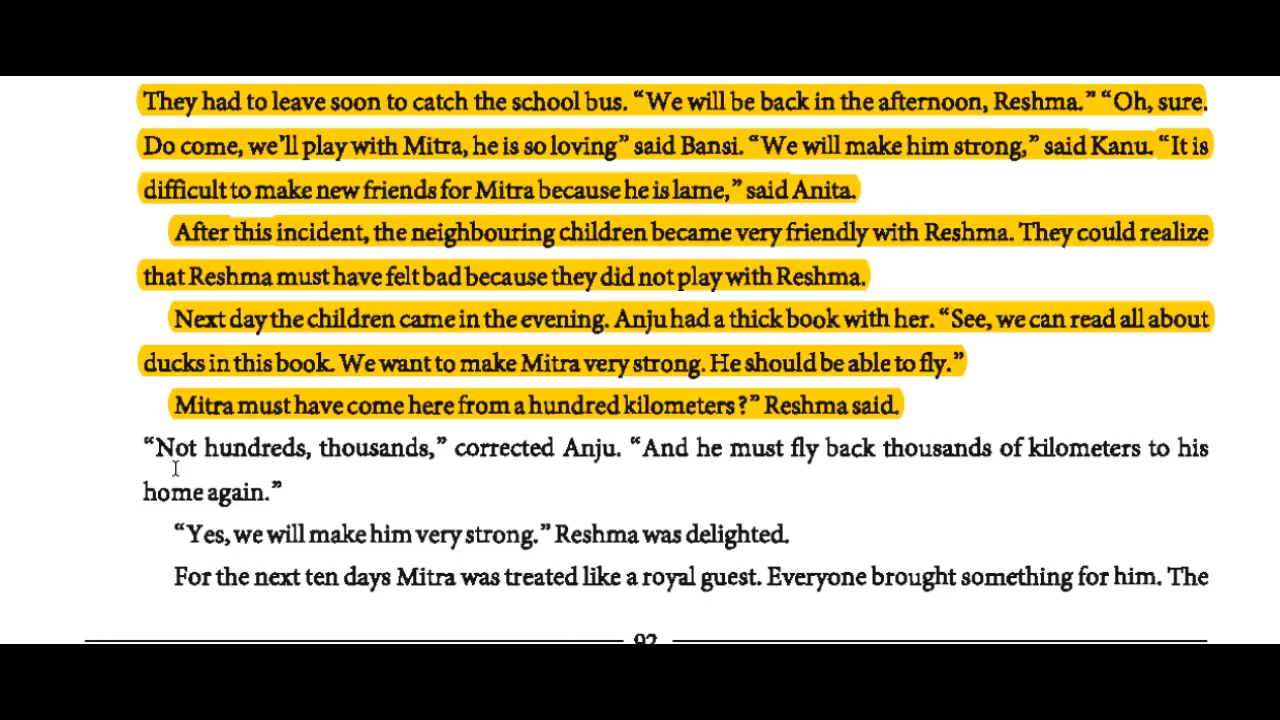 They had to leave soon to catch the school bus. “We will be back in the afternoon, Reshma.” “Oh, sure.
Do come, we’ll play with Mitra, he is so loving” said Bansi. “We will make him strong,” said Kanu. “It is
difficult to make new friends for Mitra because he is lame,” said Anita.
After this incident, the neighbouring children became very friendly with Reshma. They could realize
that Reshma must have felt bad because they did not play with Reshma.
Next day the children came in the evening. Anju had a thick book with her. “See, we can read all about
ducks in this book. We want to make Mitra very strong. He should be able to fly.”
Mitra must have come here from a hundred kilometers?” Reshma said.
“Not hundreds, thousands,” corrected Anju. “And he must fly back thousands of kilometers to his
home again.”
“Yes, we will make him very strong.” Reshma was delighted.
For the next ten days Mitra was treated like a royal guest. Everyone brought something for him. The
92